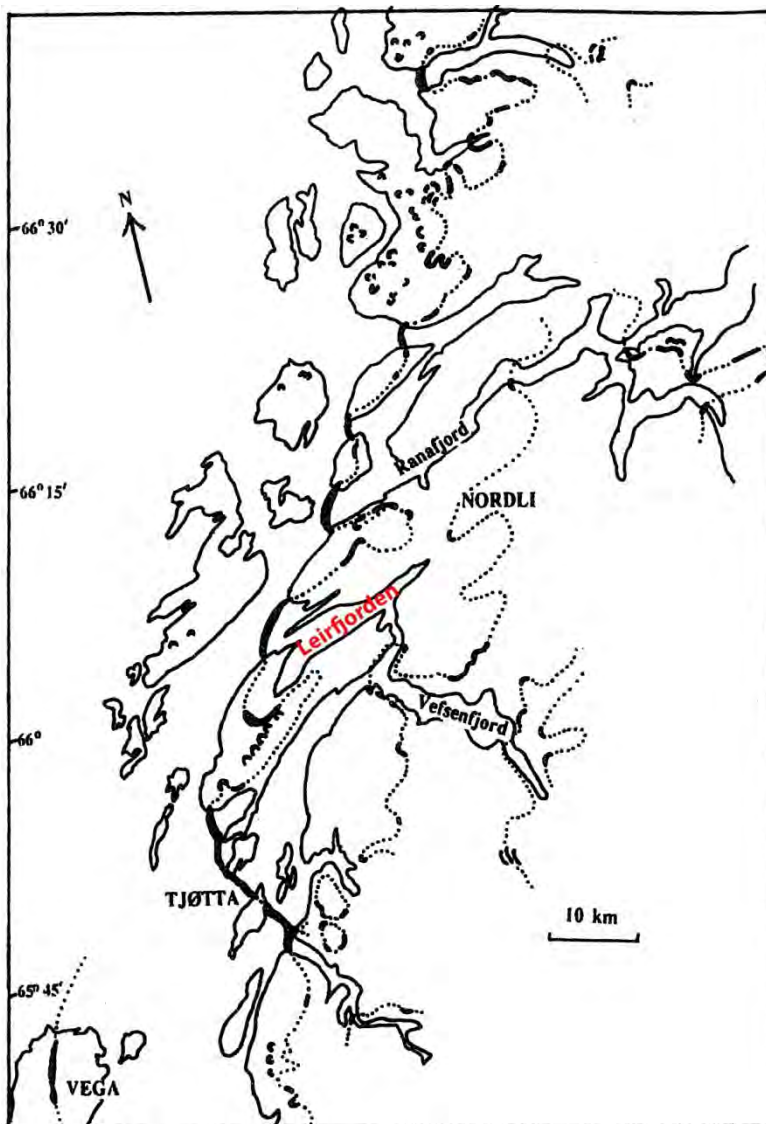 N
66° 30'
Ranafjord
66° 15'
NORDLI
Leirfjorden
Vefsenfjord
66°
TJØTTA
10 km
65° 45'
VEGA